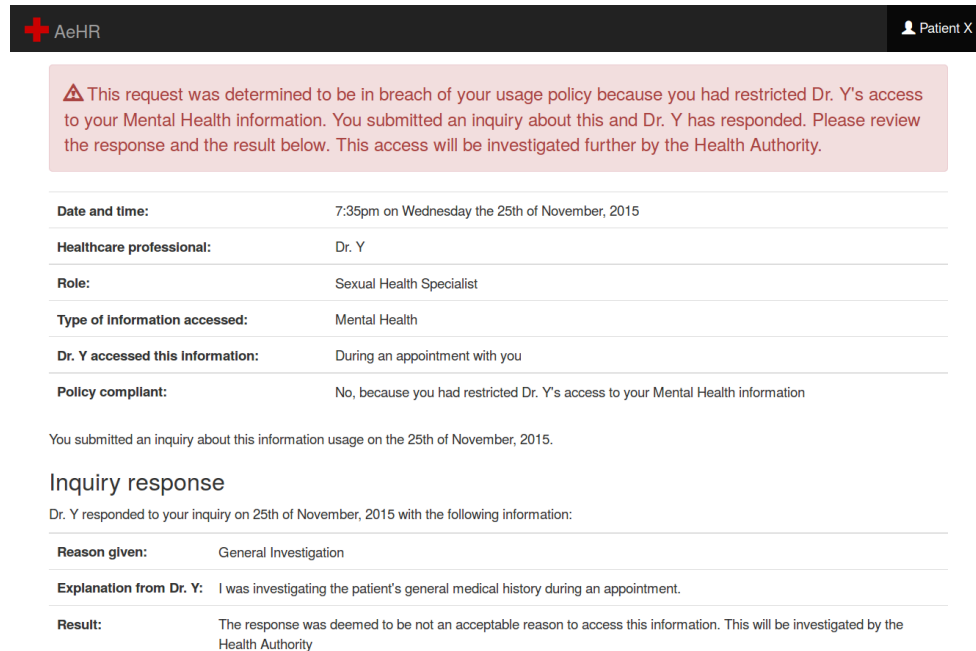 AeHR
Patient X
This request was determined to be in breach of your usage policy because you had restricted Dr. Y's access
to your Mental Health information. You submitted an inquiry about this and Dr. Y has responded. Please review
the response and the result below. This access will be investigated further by the Health Authority.
Date and time: 7:35pm on Wednesday the 25th of November, 2015
Healthcare professional: Dr. Y
Role: Sexual Health Specialist
Type of information accessed: Mental Health
Dr. Y accessed this information: During an appointment with you
Policy compliant: No, because you had restricted Dr. Y's access to your Mental Health information
You submitted an inquiry about this information usage on the 25th of November, 2015.
Inquiry response
Dr. Y responded to your inquiry on 25th of November, 2015 with the following information:
Reason given: General Investigation
Explanation from Dr. Y: I was investigating the patient's general medical history during an appointment.
Result: The response was deemed to be not an acceptable reason to access this information. This will be investigated by the
Health Authority